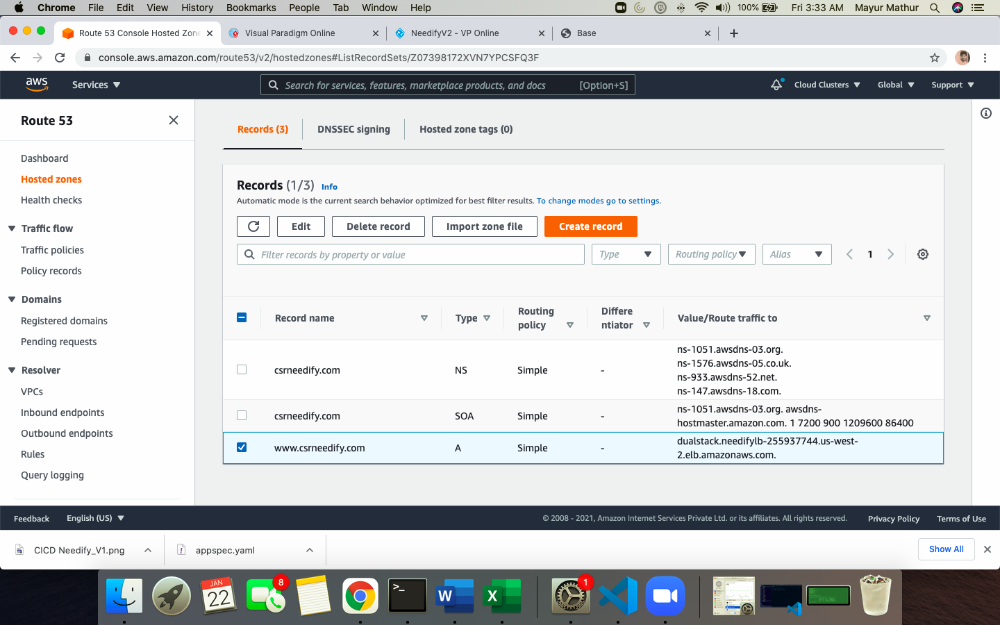 Chrome File Edit View History Bookmarks People Tab Window Help 100% Fri 3:33 AM Mayur Mathur
Route 53 Console Hosted Zone Visual Paradigm Online NeedifyV2 - VP Online Base
console.aws.amazon.com/route53/v2/hostedzones#ListRecordSets/Z07398172XVN7YPCSFQ3F
aws Services Search for services, features, marketplace products, and docs [Option+S] Cloud Clusters Global Support
Route 53
Dashboard
Hosted zones
Health checks
Traffic flow
Traffic policies
Policy records
Domains
Registered domains
Pending requests
Resolver
VPCs
Inbound endpoints
Outbound endpoints
Rules
Query logging
Records (3) DNSSEC signing Hosted zone tags (0)
Records (1/3) Info
Automatic mode is the current search behavior optimized for best filter results. To change modes go to settings.
Edit Delete record Import zone file Create record
Filter records by property or value Type Routing policy Alias 1
Record name Type Routing policy Differentiator Value/Route traffic to
csrneedify.com NS Simple - ns-1051.awsdns-03.org.
ns-1576.awsdns-05.co.uk.
ns-933.awsdns-52.net.
ns-147.awsdns-18.com.
csrneedify.com SOA Simple - ns-1051.awsdns-03.org. awsdns-
hostmaster.amazon.com. 1 7200 900 1209600 86400
www.csrneedify.com A Simple - dualstack.needifylb-255937744.us-west-
2.elb.amazonaws.com.
Feedback English (US) © 2008 - 2021, Amazon Internet Services Private Ltd. or its affiliates. All rights reserved. Privacy Policy Terms of Use
CICD Needify_V1.png appspec.yaml Show All
JAN
22
8
W
X
1